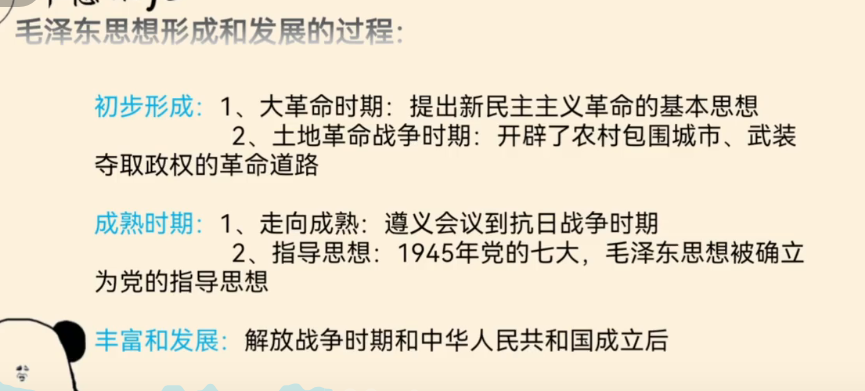 毛泽东思想形成和发展的过程：
初步形成：1、大革命时期：提出新民主主义革命的基本思想
2、土地革命战争时期：开辟了农村包围城市、武装
夺取政权的革命道路
成熟时期：1、走向成熟：遵义会议到抗日战争时期
2、指导思想：1945年党的七大，毛泽东思想被确立
为党的指导思想
丰富和发展：解放战争时期和中华人民共和国成立后